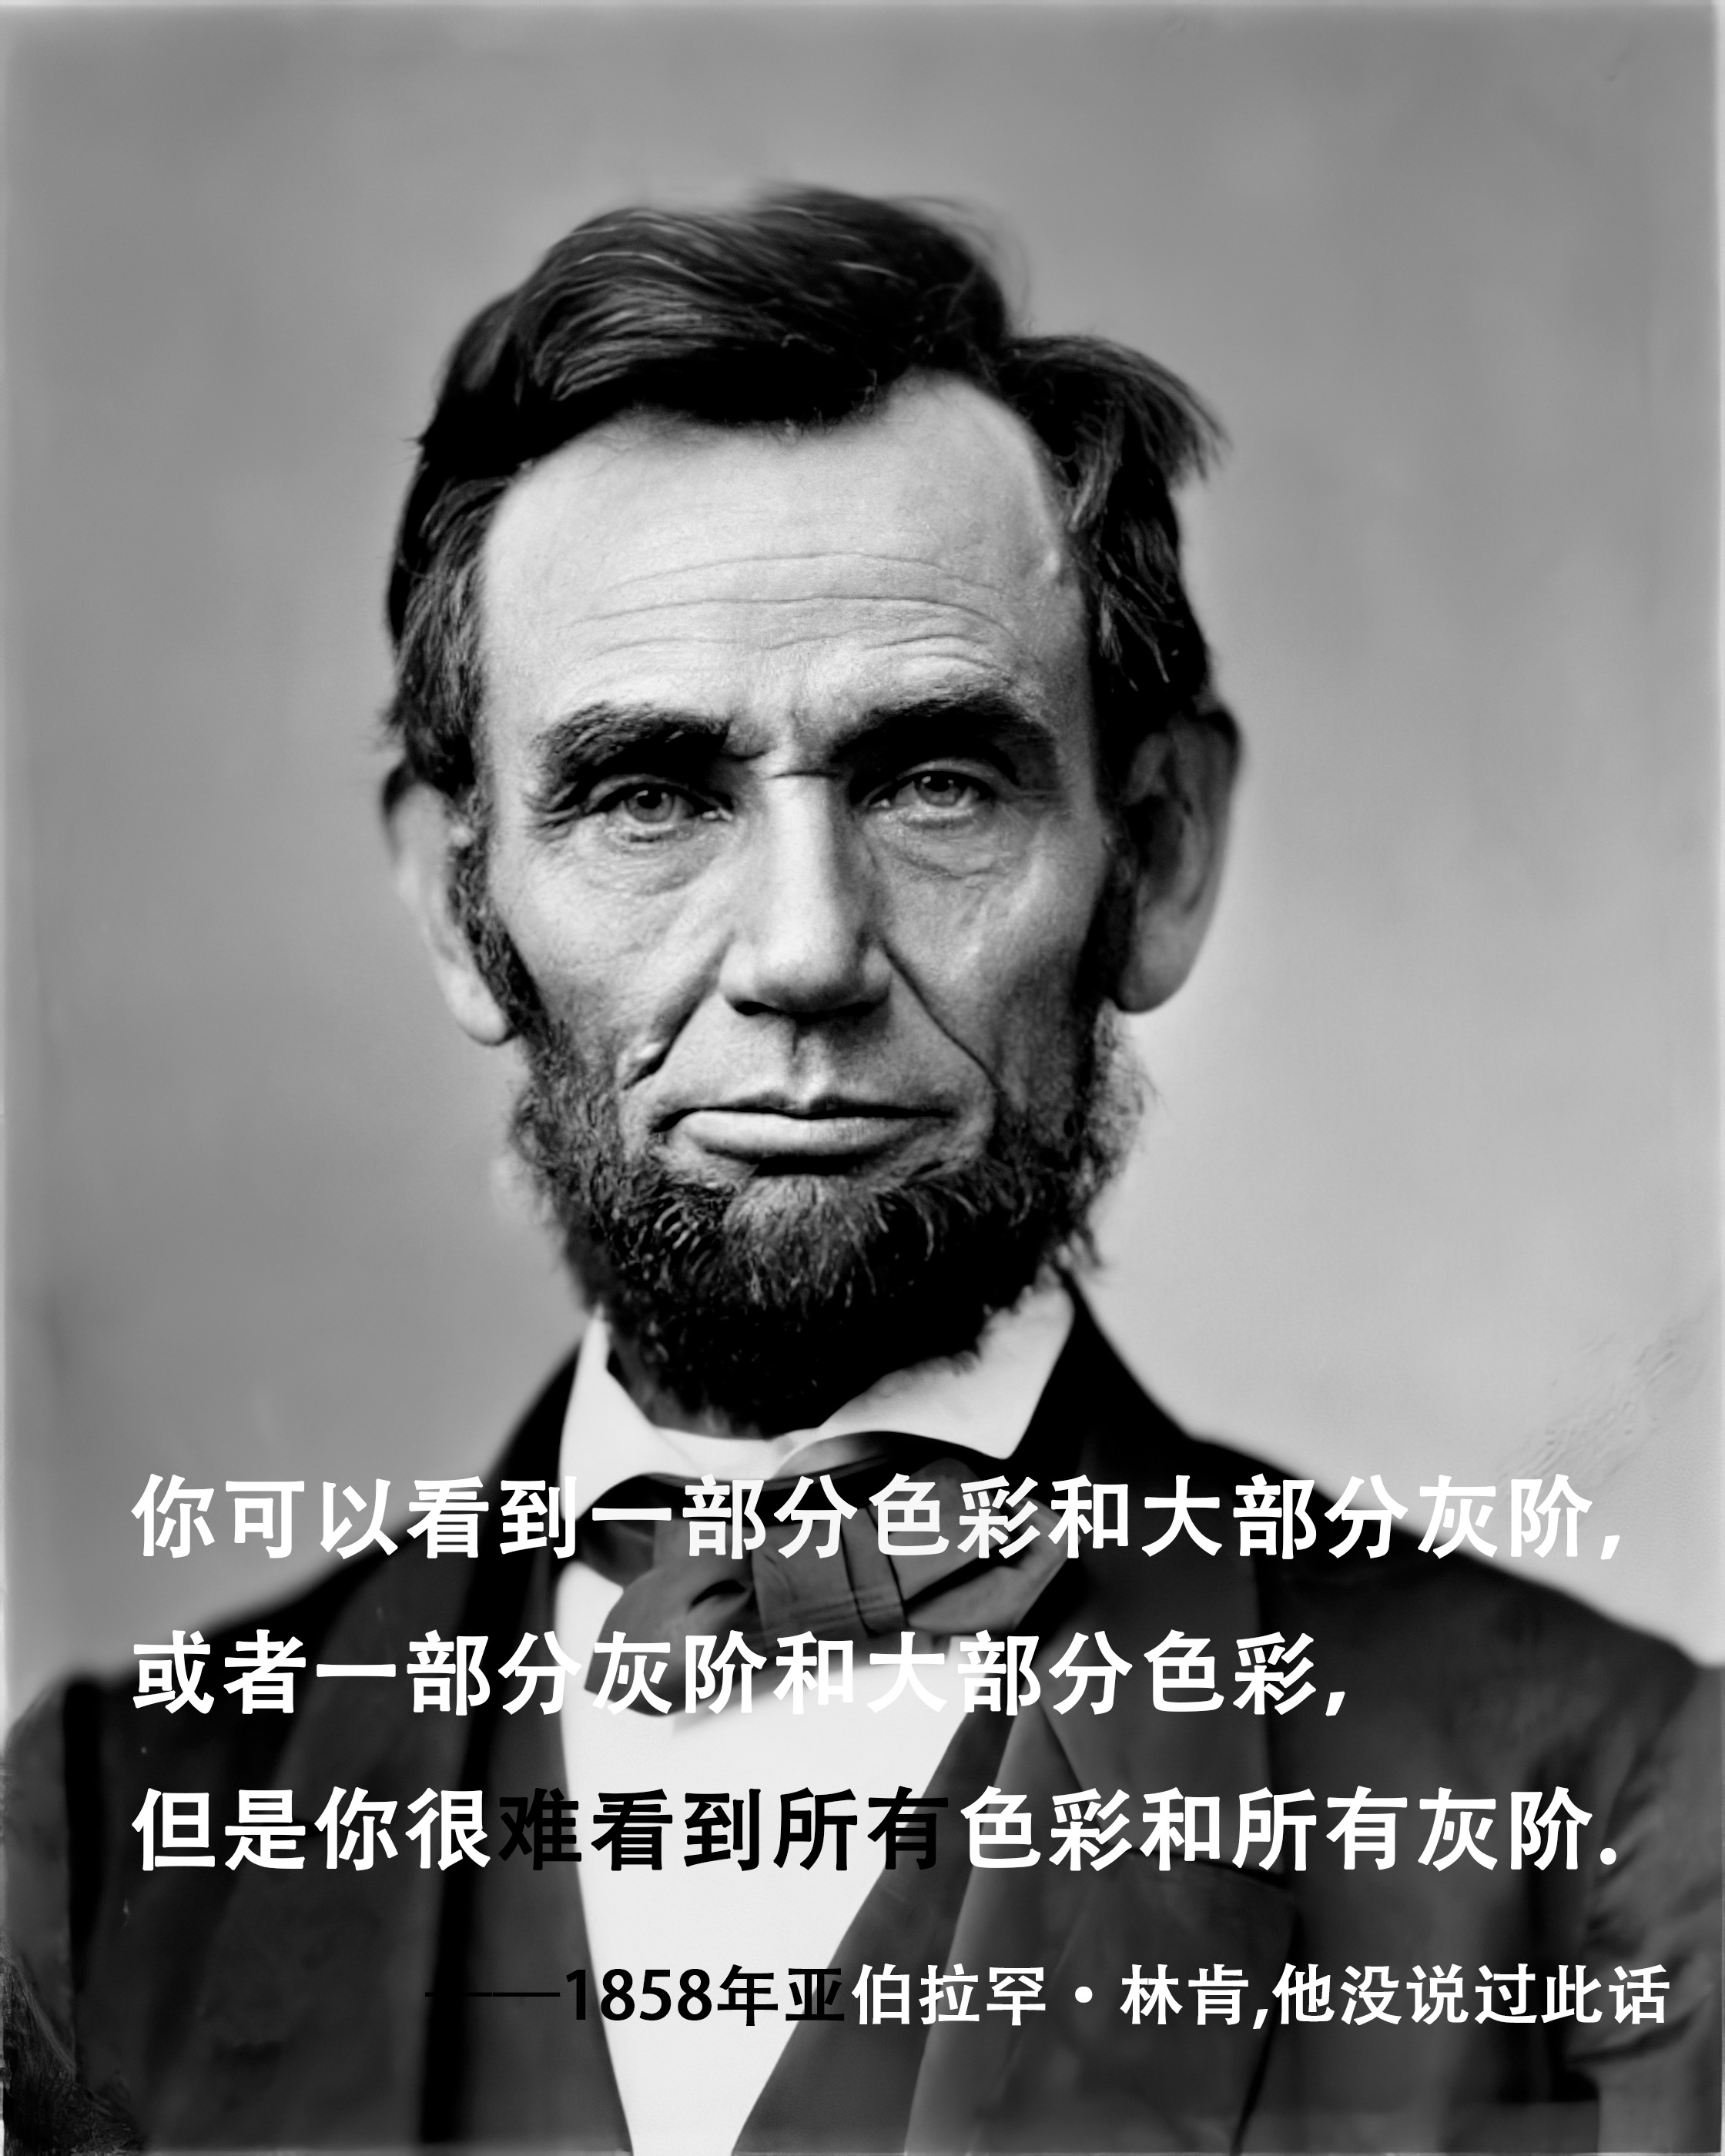 你可以看到一部分色彩和大部分灰阶,
或者一部分灰阶和大部分色彩,
但是你很难看到所有色彩和所有灰阶.
——1858年亚伯拉罕·林肯,他没说过此话